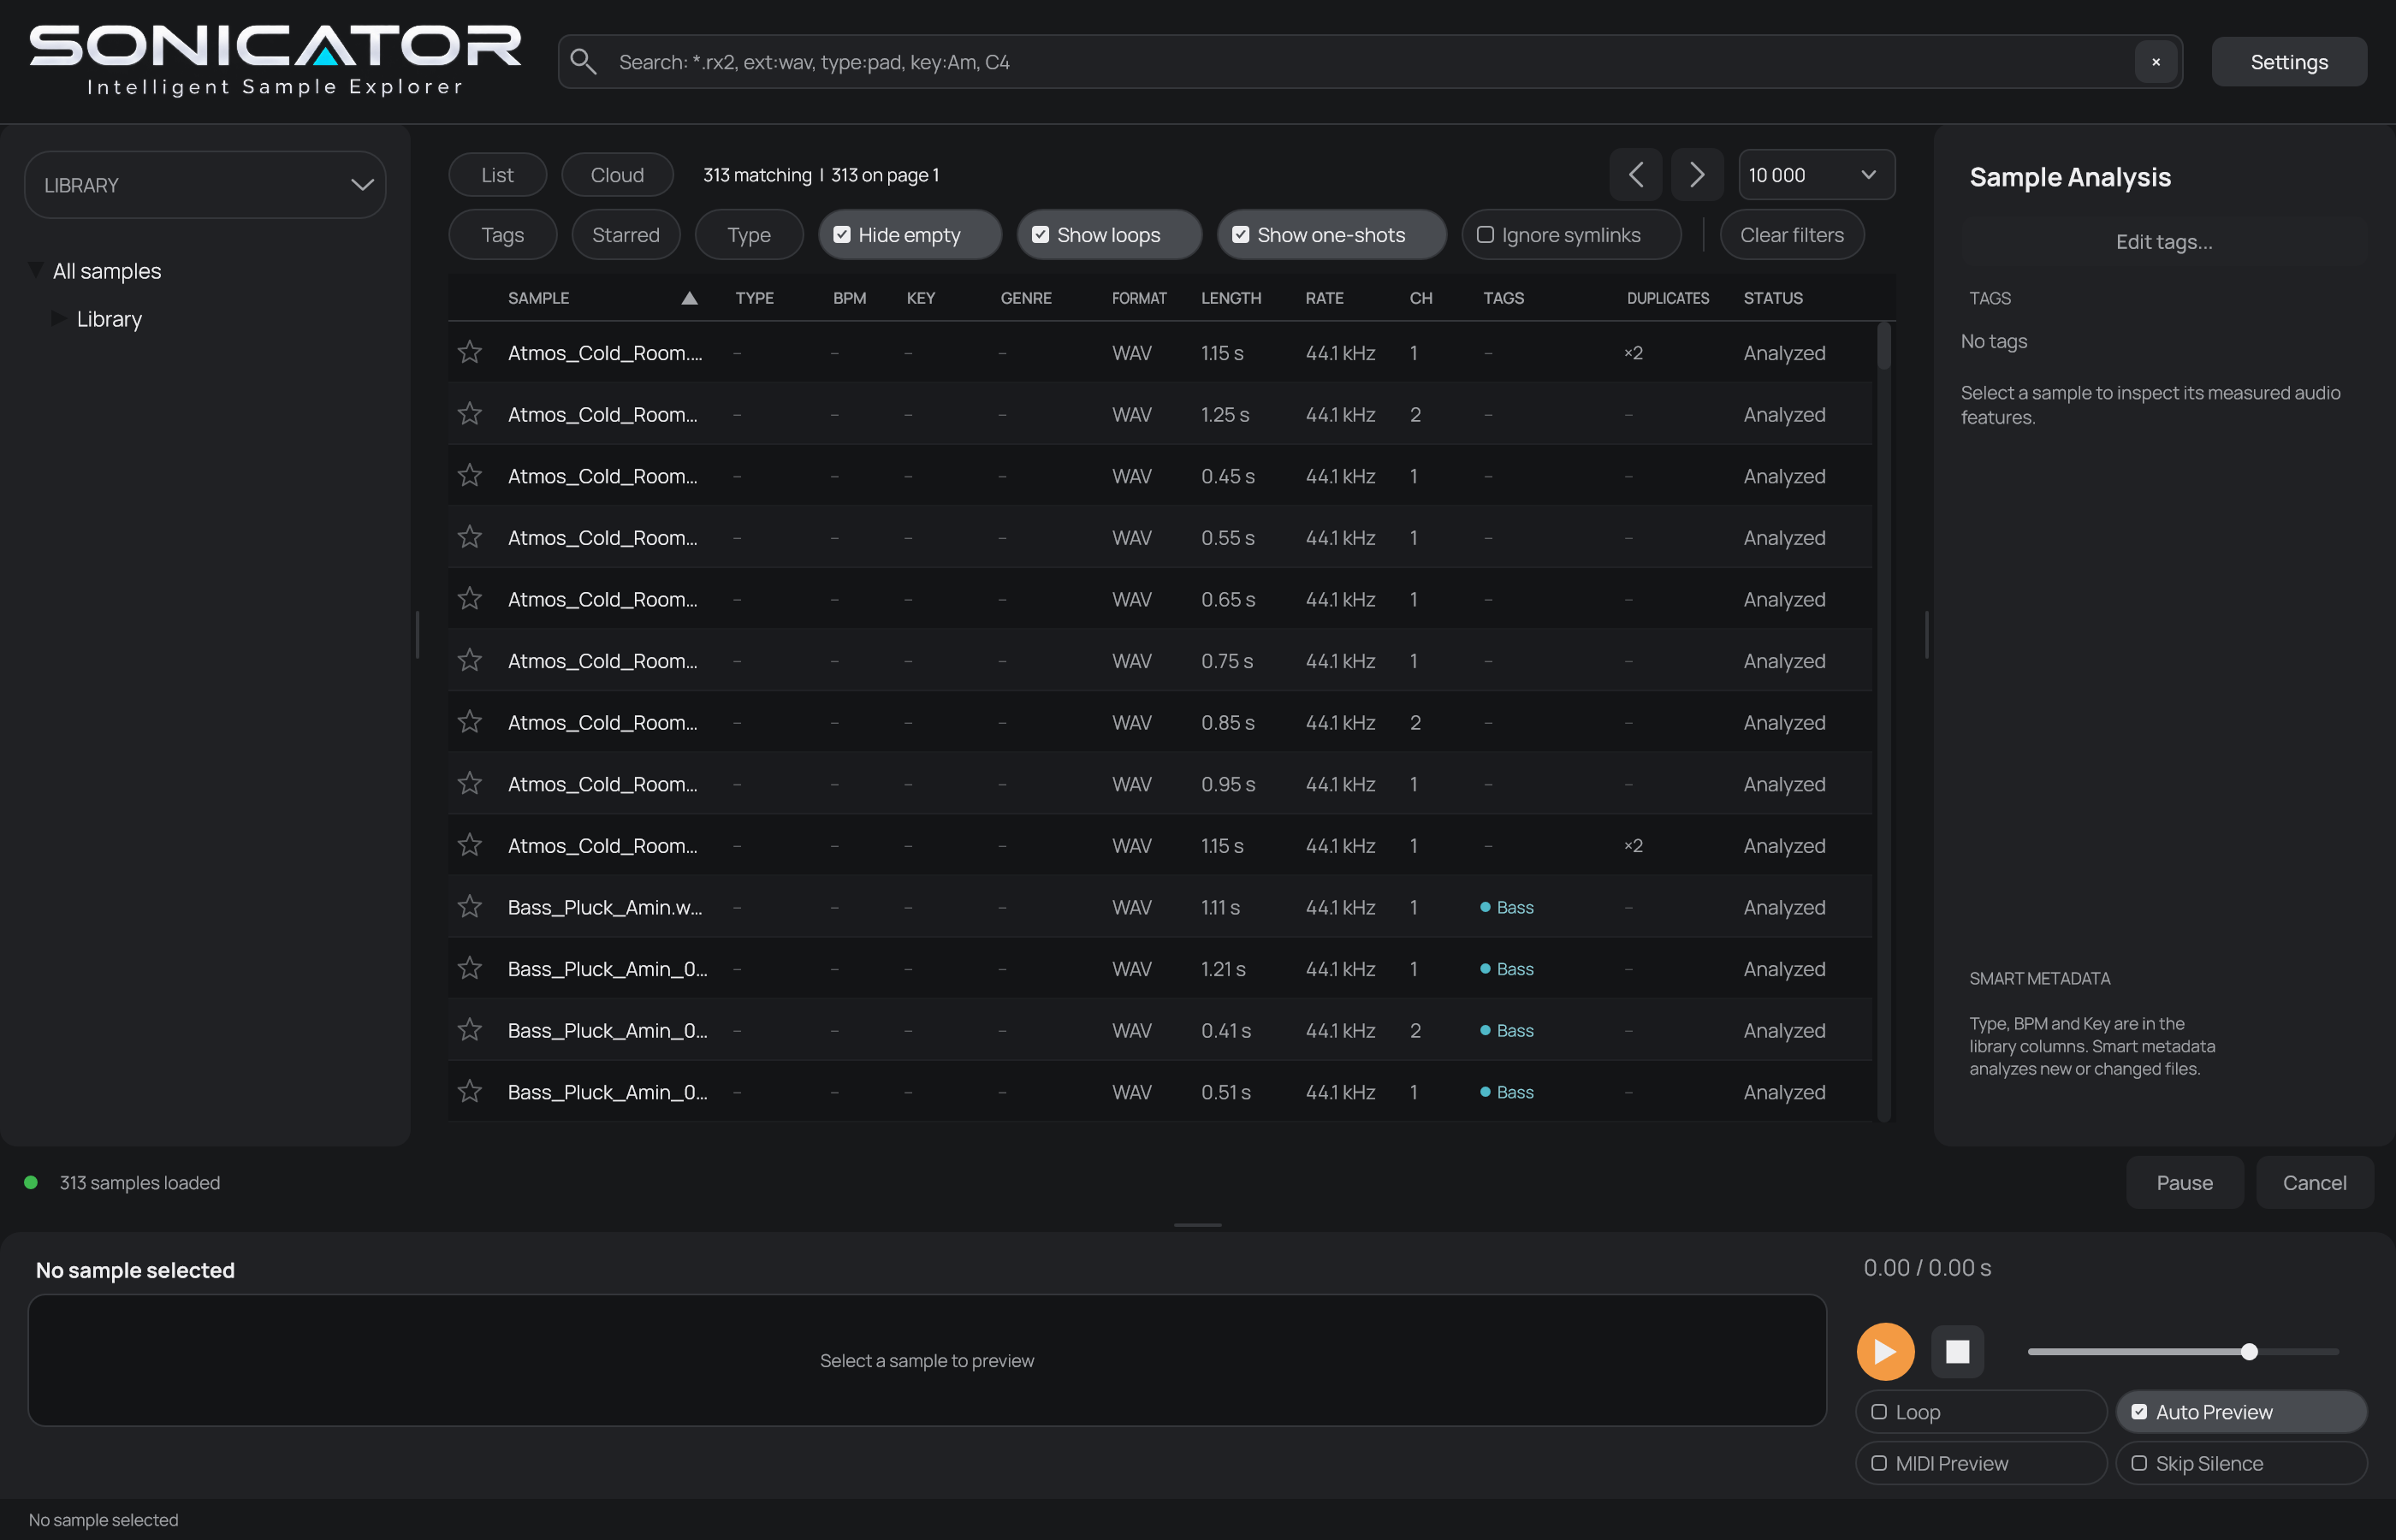 SONICATOR
Intelligent Sample Explorer
Search: *.rx2, ext:wav, type:pad, key:Am, C4
×
Settings
LIBRARY
All samples
Library
List Cloud 313 matching | 313 on page 1
10 000
Tags Starred Type Hide empty Show loops Show one-shots Ignore symlinks Clear filters
SAMPLE TYPE BPM KEY GENRE FORMAT LENGTH RATE CH TAGS DUPLICATES STATUS
Atmos_Cold_Room.... – – – – WAV 1.15 s 44.1 kHz 1 – ×2 Analyzed
Atmos_Cold_Room... – – – – WAV 1.25 s 44.1 kHz 2 – – Analyzed
Atmos_Cold_Room... – – – – WAV 0.45 s 44.1 kHz 1 – – Analyzed
Atmos_Cold_Room... – – – – WAV 0.55 s 44.1 kHz 1 – – Analyzed
Atmos_Cold_Room... – – – – WAV 0.65 s 44.1 kHz 1 – – Analyzed
Atmos_Cold_Room... – – – – WAV 0.75 s 44.1 kHz 1 – – Analyzed
Atmos_Cold_Room... – – – – WAV 0.85 s 44.1 kHz 2 – – Analyzed
Atmos_Cold_Room... – – – – WAV 0.95 s 44.1 kHz 1 – – Analyzed
Atmos_Cold_Room... – – – – WAV 1.15 s 44.1 kHz 1 – ×2 Analyzed
Bass_Pluck_Amin.w... – – – – WAV 1.11 s 44.1 kHz 1 Bass – Analyzed
Bass_Pluck_Amin_0... – – – – WAV 1.21 s 44.1 kHz 1 Bass – Analyzed
Bass_Pluck_Amin_0... – – – – WAV 0.41 s 44.1 kHz 2 Bass – Analyzed
Bass_Pluck_Amin_0... – – – – WAV 0.51 s 44.1 kHz 1 Bass – Analyzed
Sample Analysis
Edit tags...
TAGS
No tags
Select a sample to inspect its measured audio
features.
SMART METADATA
Type, BPM and Key are in the
library columns. Smart metadata
analyzes new or changed files.
313 samples loaded
Pause Cancel
No sample selected
Select a sample to preview
0.00 / 0.00 s
Loop Auto Preview
MIDI Preview Skip Silence
No sample selected